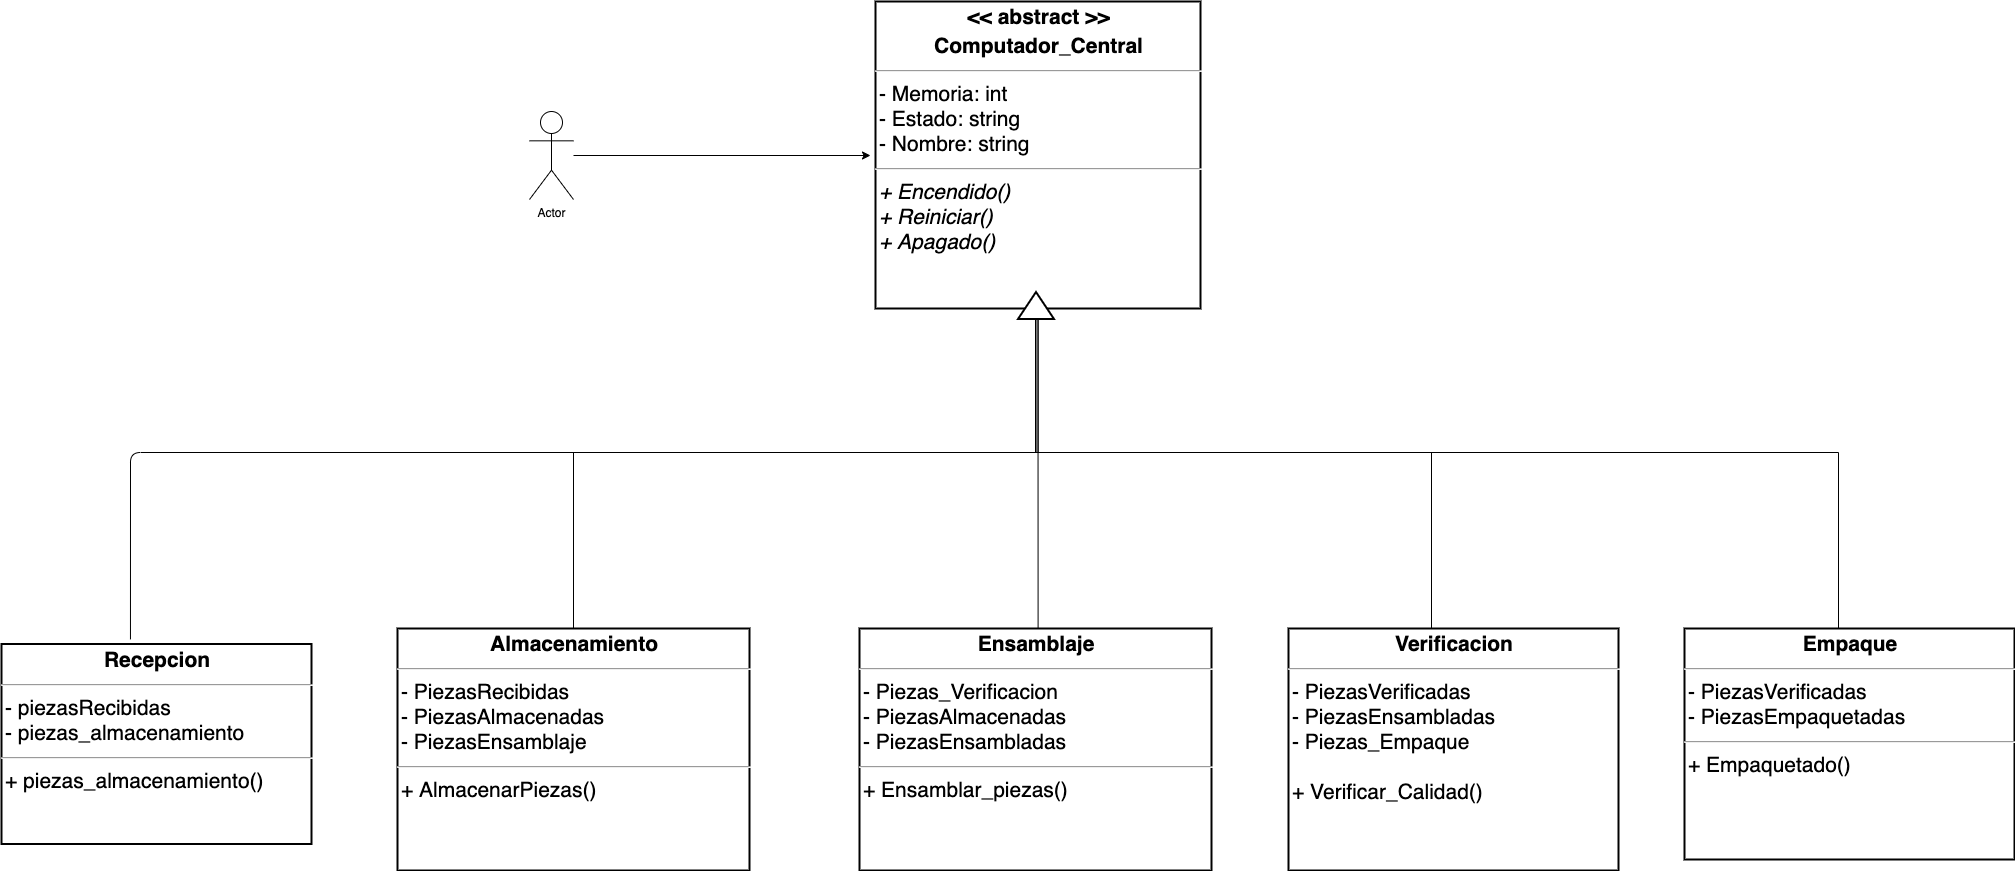 << abstract >>
Computador_Central
- Memoria: int
- Estado: string
- Nombre: string
+ Encendido()
+ Reiniciar()
+ Apagado()
Actor
Recepcion
- piezasRecibidas
- piezas_almacenamiento
+ piezas_almacenamiento()
Almacenamiento
- PiezasRecibidas
- PiezasAlmacenadas
- PiezasEnsamblaje
+ AlmacenarPiezas()
Ensamblaje
- Piezas_Verificacion
- PiezasAlmacenadas
- PiezasEnsambladas
+ Ensamblar_piezas()
Verificacion
- PiezasVerificadas
- PiezasEnsambladas
- Piezas_Empaque
+ Verificar_Calidad()
Empaque
- PiezasVerificadas
- PiezasEmpaquetadas
+ Empaquetado()